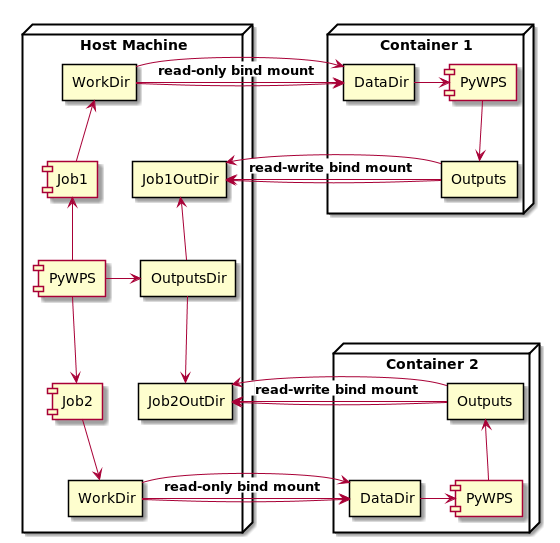 Host Machine
Container 1
WorkDir
read-only bind mount
DataDir
PyWPS
Job1
Job1OutDir
read-write bind mount
Outputs
PyWPS
OutputsDir
Container 2
Job2
Job2OutDir
read-write bind mount
Outputs
WorkDir
read-only bind mount
DataDir
PyWPS